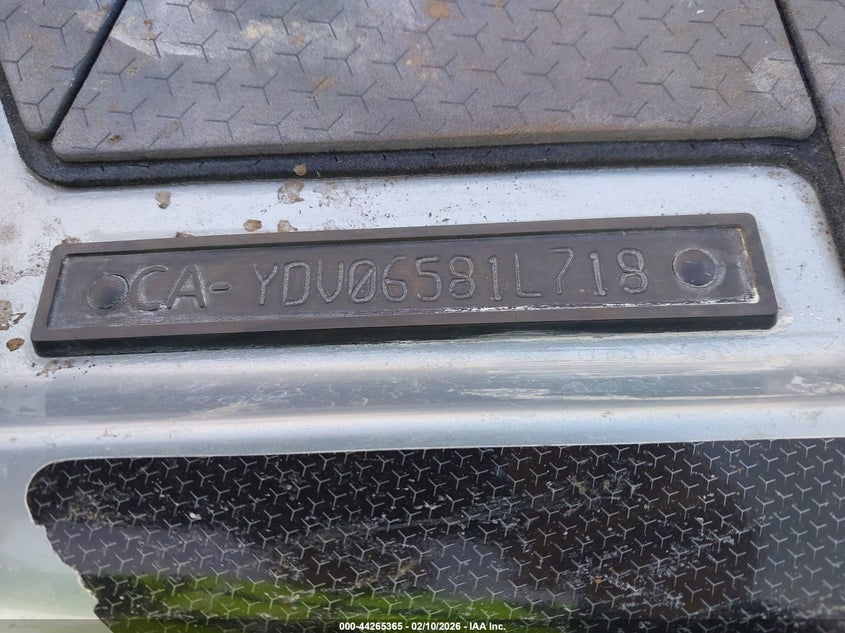 CA- YDV06581L718
000-44265365 | 02/10/2026 - IAA Inc.